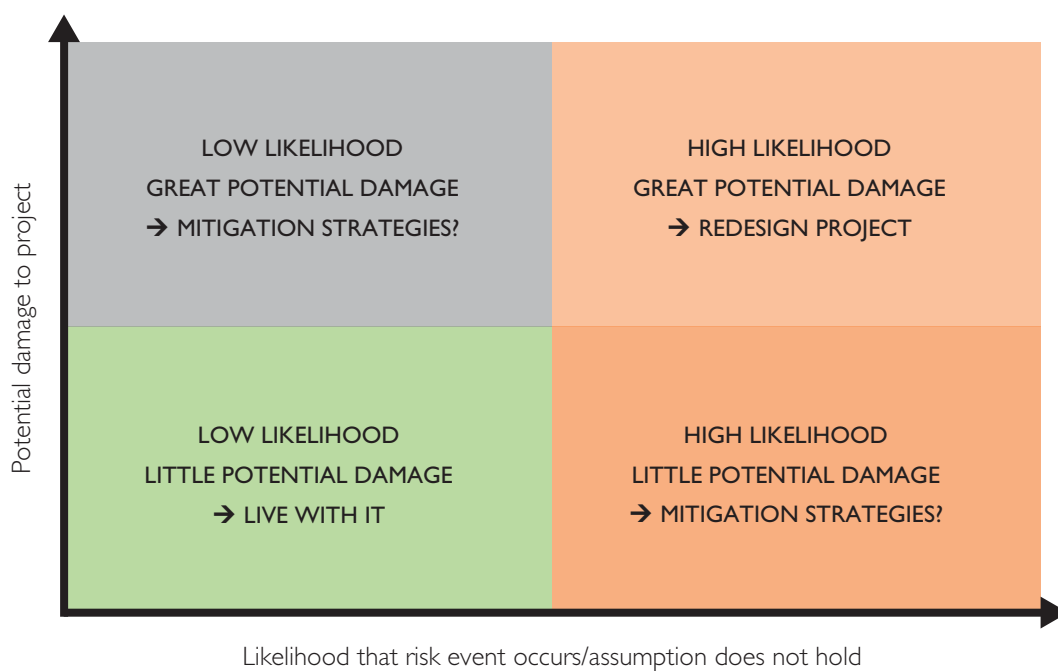 Potential damage to project
LOW LIKELIHOOD
GREAT POTENTIAL DAMAGE
→ MITIGATION STRATEGIES?
HIGH LIKELIHOOD
GREAT POTENTIAL DAMAGE
→ REDESIGN PROJECT
LOW LIKELIHOOD
LITTLE POTENTIAL DAMAGE
→ LIVE WITH IT
HIGH LIKELIHOOD
LITTLE POTENTIAL DAMAGE
→ MITIGATION STRATEGIES?
Likelihood that risk event occurs/assumption does not hold